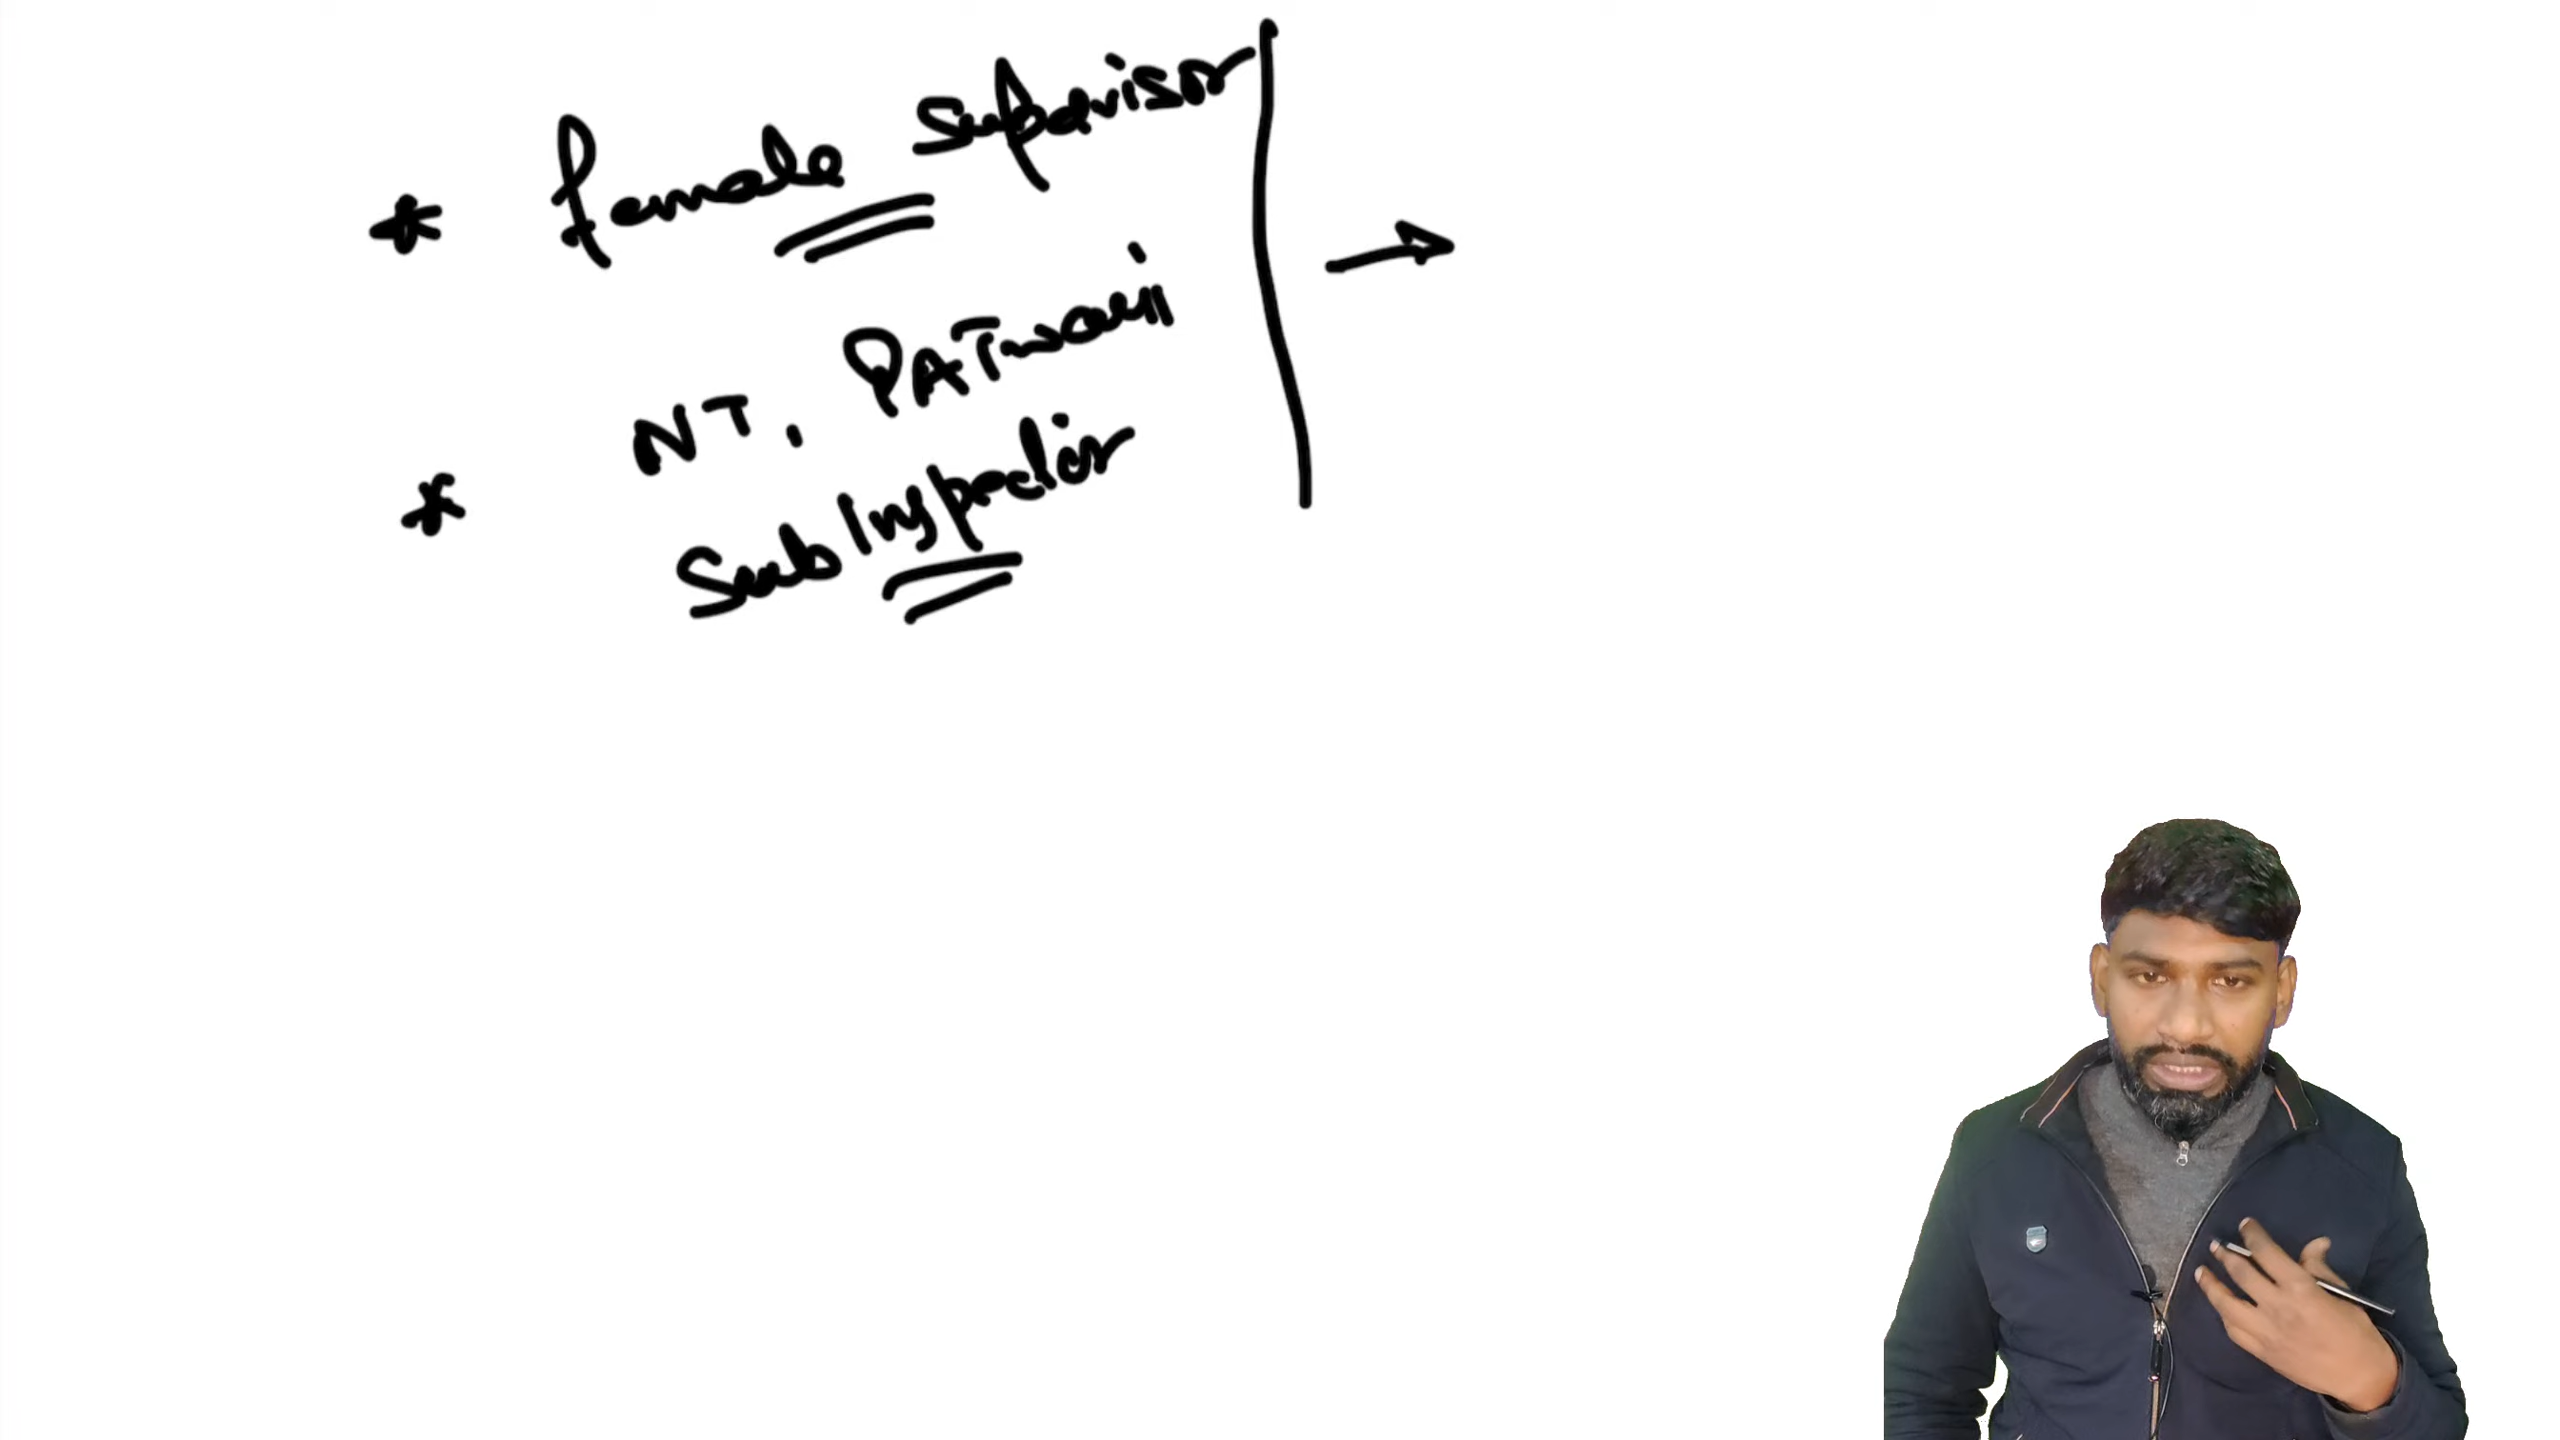 * female supervisor
NT, PATwari
* Sub Inspector